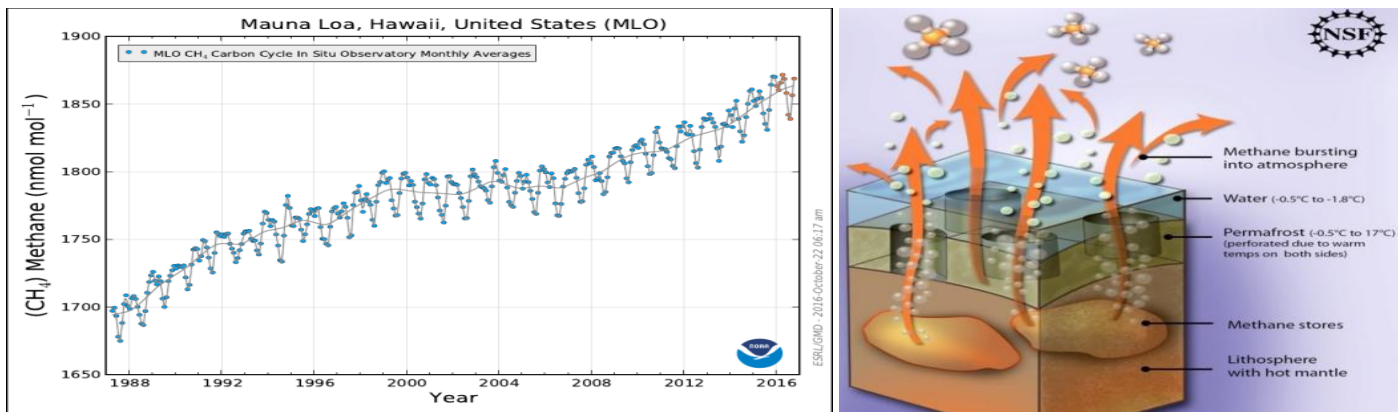 Mauna Loa, Hawaii, United States (MLO)
MLO CH₄ Carbon Cycle In Situ Observatory Monthly Averages
(CH₄) Methane (nmol mol⁻¹)
1900
1850
1800
1750
1700
1650
1988 1992 1996 2000 2004 2008 2012 2016
Year
NOAA
ESRL/GMD - 2016-October-22 06:17 am
NSF
Methane bursting
into atmosphere
Water (-0.5°C to -1.8°C)
Permafrost (-0.5°C to 17°C)
(perforated due to warm
temps on both sides)
Methane stores
Lithosphere
with hot mantle